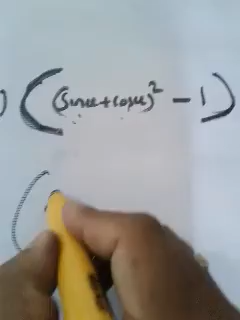 ) ((sinx+cosx)² − 1)
(